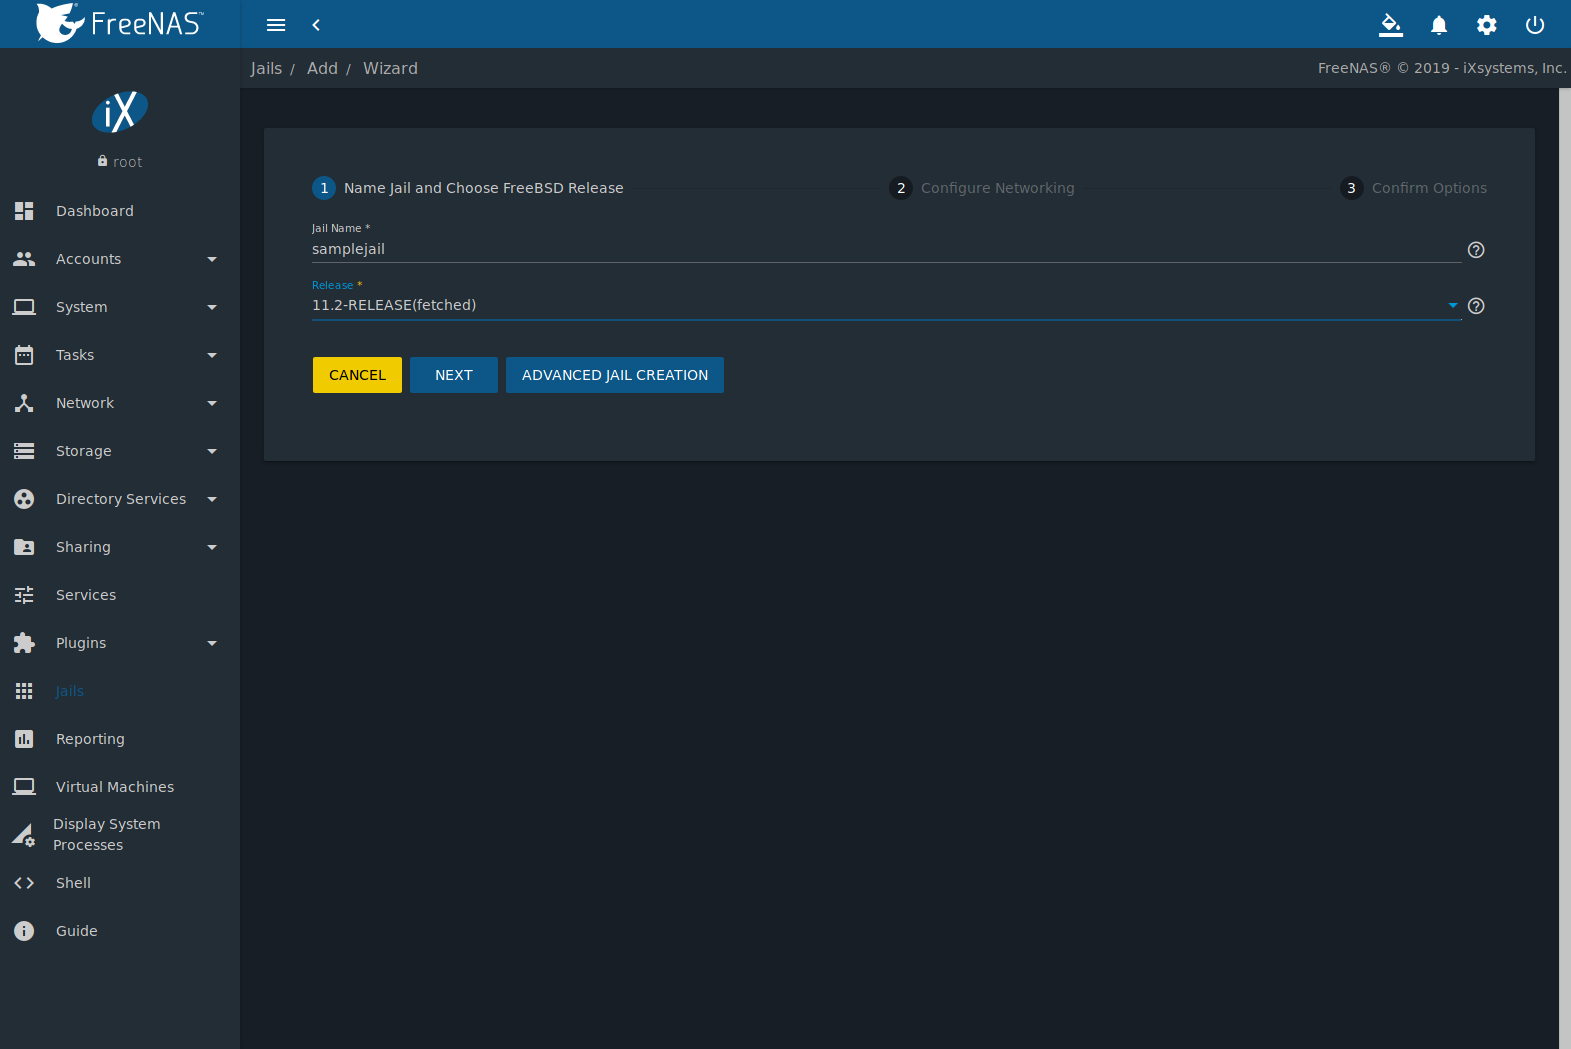 FreeNAS®™
Jails / Add / Wizard
FreeNAS® © 2019 - iXsystems, Inc.
iX
root
Dashboard
Accounts
System
Tasks
Network
Storage
Directory Services
Sharing
Services
Plugins
Jails
Reporting
Virtual Machines
Display System
Processes
Shell
Guide
1 Name Jail and Choose FreeBSD Release
2 Configure Networking
3 Confirm Options
Jail Name *
samplejail
Release *
11.2-RELEASE(fetched)
CANCEL
NEXT
ADVANCED JAIL CREATION